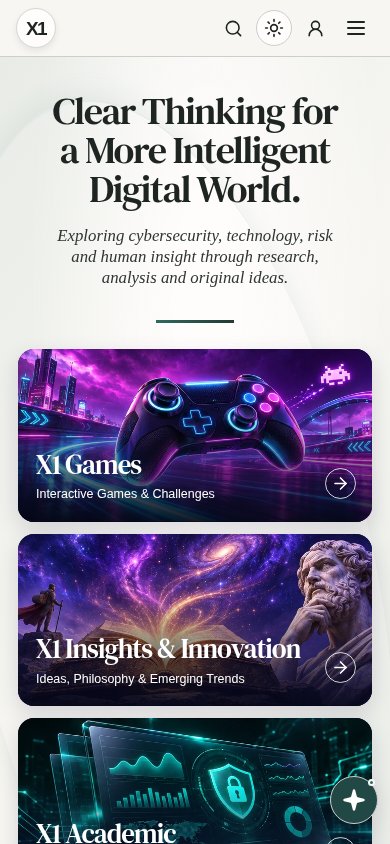 X1
Clear Thinking for
a More Intelligent
Digital World.
Exploring cybersecurity, technology, risk
and human insight through research,
analysis and original ideas.
X1 Games
Interactive Games & Challenges
X1 Insights & Innovation
Ideas, Philosophy & Emerging Trends
X1 Academic